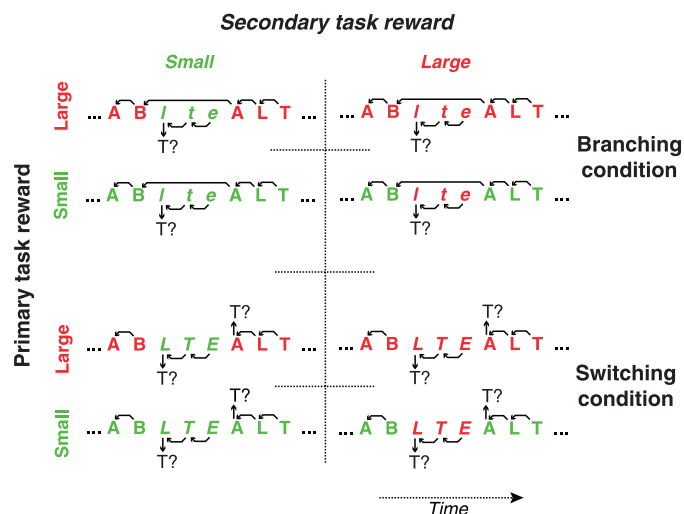 Secondary task reward
Small
Large
Primary task reward
Large
... A B l t e A L T ...
T?
... A B l t e A L T ...
T?
Branching condition
Small
... A B l t e A L T ...
T?
... A B l t e A L T ...
T?
Large
T?
... A B L T E A L T ...
T?
T?
... A B L T E A L T ...
T?
Switching condition
Small
T?
... A B L T E A L T ...
T?
T?
... A B L T E A L T ...
T?
Time